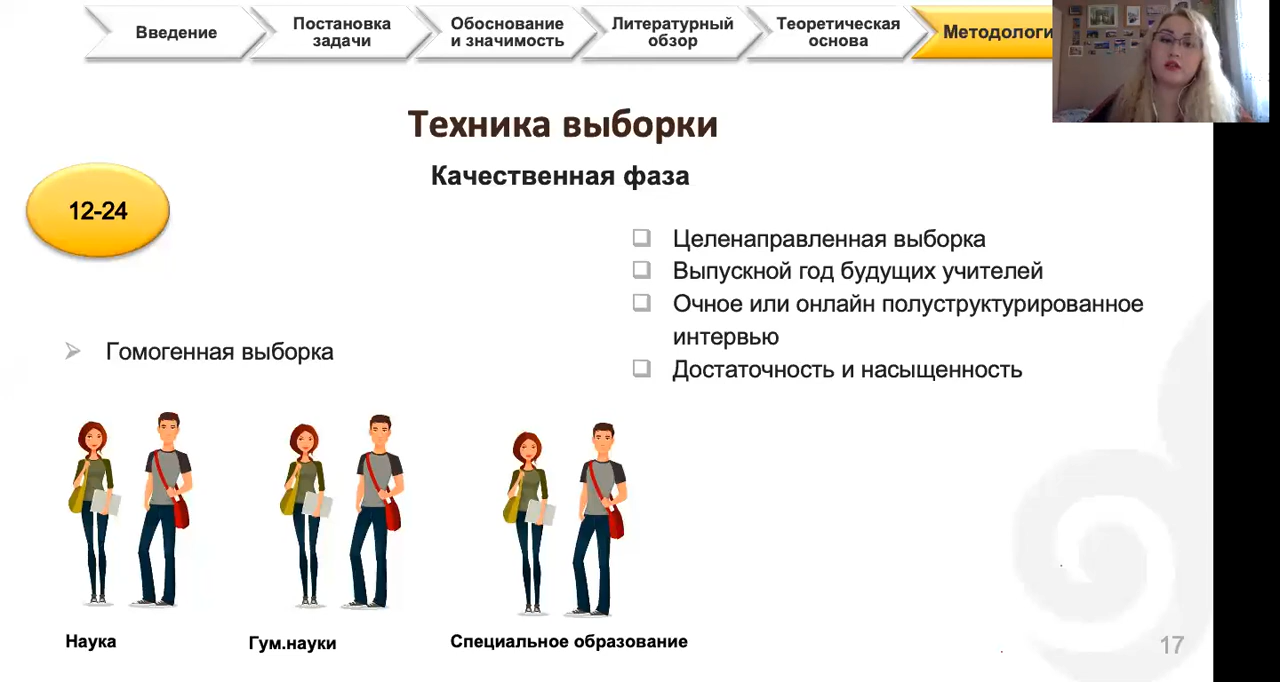 Введение
Постановка
задачи
Обоснование
и значимость
Литературный
обзор
Теоретическая
основа
Методологи
Техника выборки
Качественная фаза
12-24
Целенаправленная выборка
Выпускной год будущих учителей
Очное или онлайн полуструктурированное
интервью
Достаточность и насыщенность
Гомогенная выборка
Наука
Гум.науки
Специальное образование
17